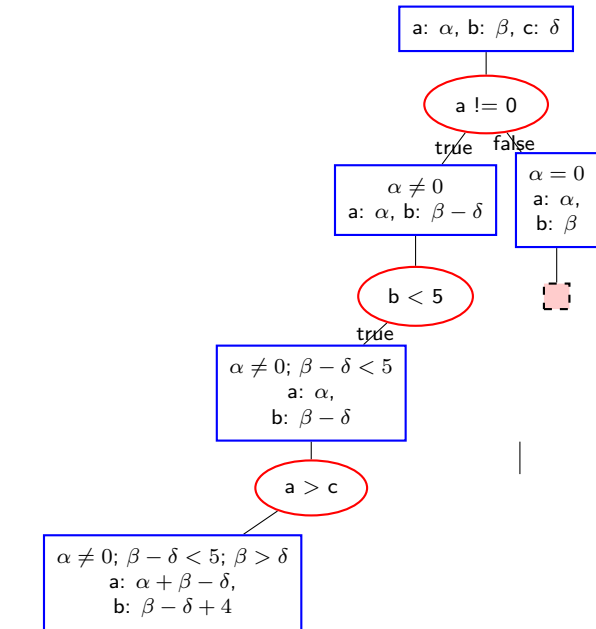 a: α, b: β, c: δ
a != 0
true
false
α ≠ 0
a: α, b: β − δ
α = 0
a: α,
b: β
b < 5
true
α ≠ 0; β − δ < 5
a: α,
b: β − δ
a > c
α ≠ 0; β − δ < 5; β > δ
a: α + β − δ,
b: β − δ + 4